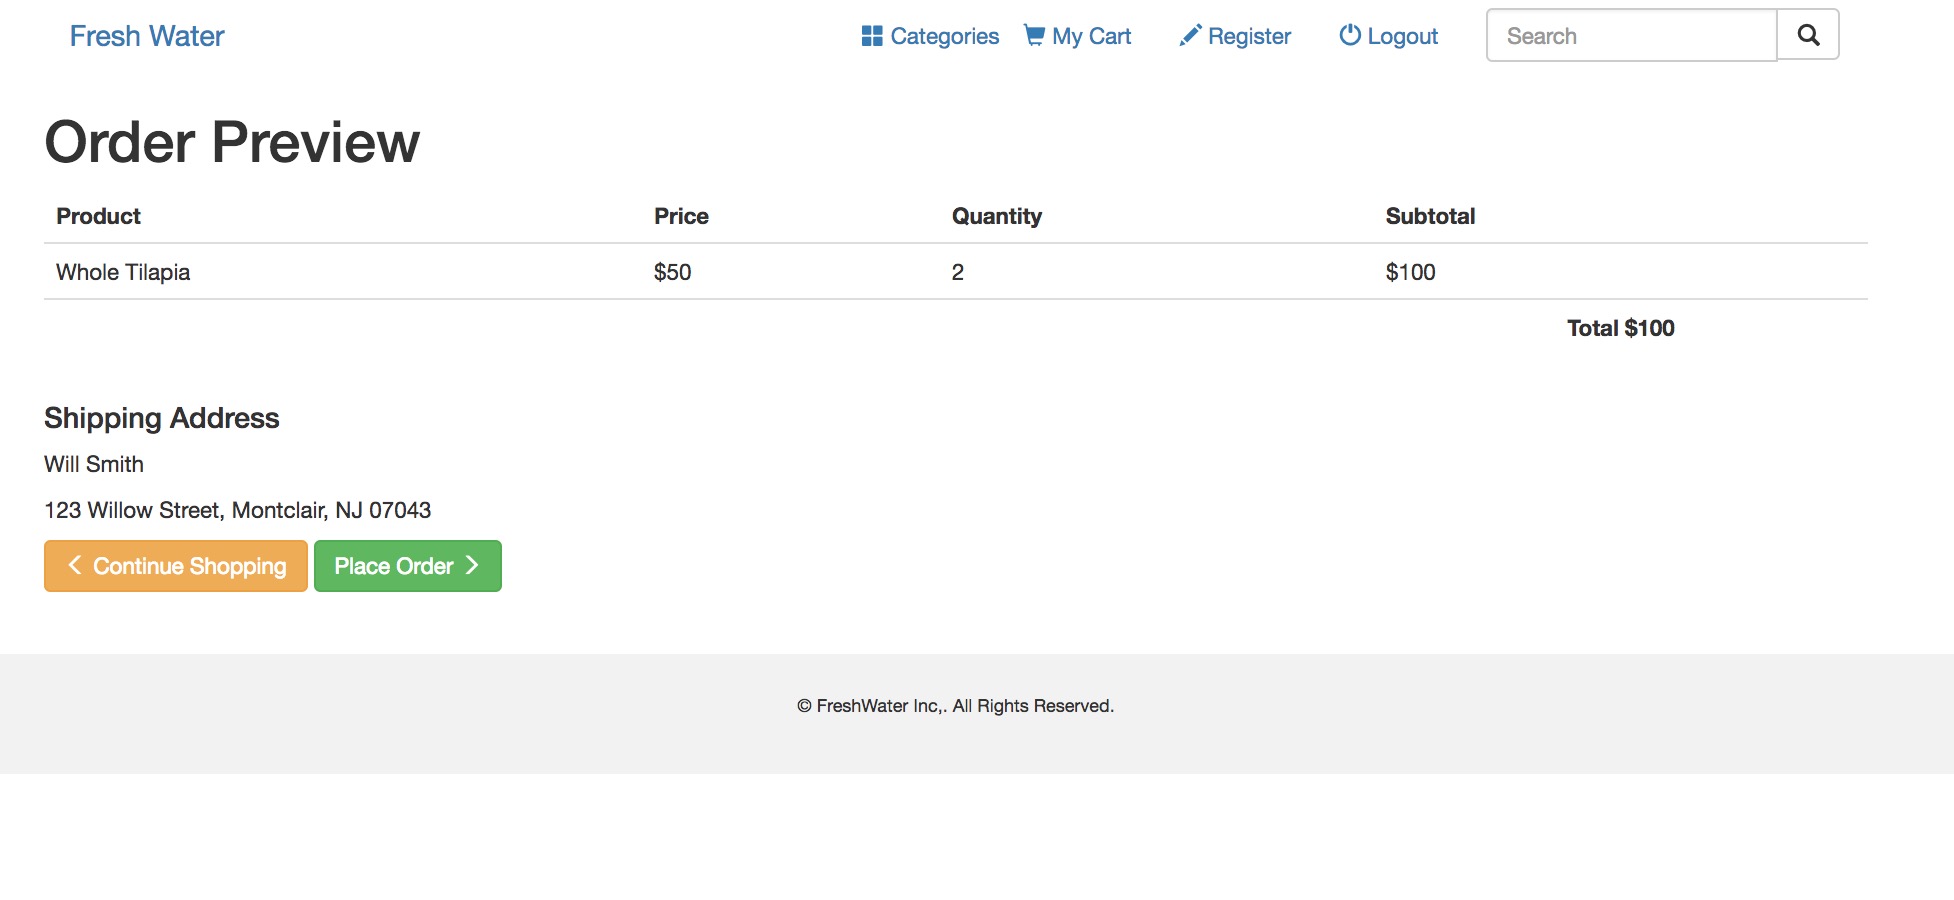 Fresh Water Categories My Cart Register Logout Search
Order Preview
Product Price Quantity Subtotal
Whole Tilapia $50 2 $100
Total $100
Shipping Address
Will Smith
123 Willow Street, Montclair, NJ 07043
Continue Shopping Place Order
© FreshWater Inc,. All Rights Reserved.